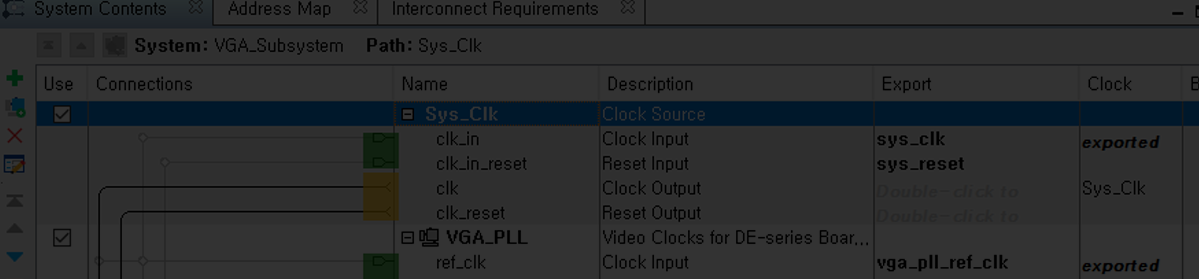 System Contents Address Map Interconnect Requirements
System: VGA_Subsystem Path: Sys_Clk
Use Connections Name Description Export Clock
Sys_Clk Clock Source
clk_in Clock Input sys_clk exported
clk_in_reset Reset Input sys_reset
clk Clock Output Double-click to Sys_Clk
clk_reset Reset Output Double-click to
VGA_PLL Video Clocks for DE-series Boar...
ref_clk Clock Input vga_pll_ref_clk exported